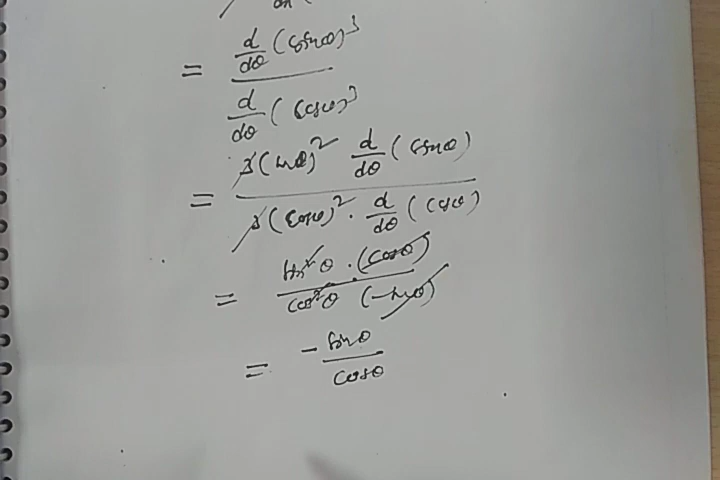 dx
= d/dθ (sinθ)³ / d/dθ (cosθ)³
= 3(sinθ)² d/dθ (sinθ) / 3(cosθ)² · d/dθ (cosθ)
= sin²θ · (cosθ) / cos²θ (-sinθ)
= - sinθ / cosθ